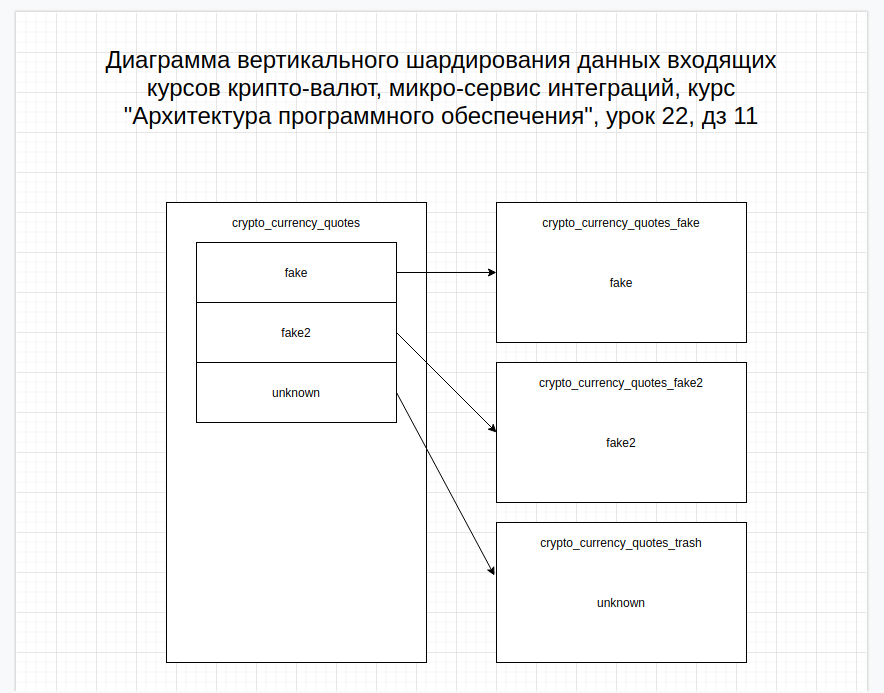 Диаграмма вертикального шардирования данных входящих
курсов крипто-валют, микро-сервис интеграций, курс
"Архитектура программного обеспечения", урок 22, дз 11
crypto_currency_quotes
fake
fake2
unknown
crypto_currency_quotes_fake
fake
crypto_currency_quotes_fake2
fake2
crypto_currency_quotes_trash
unknown